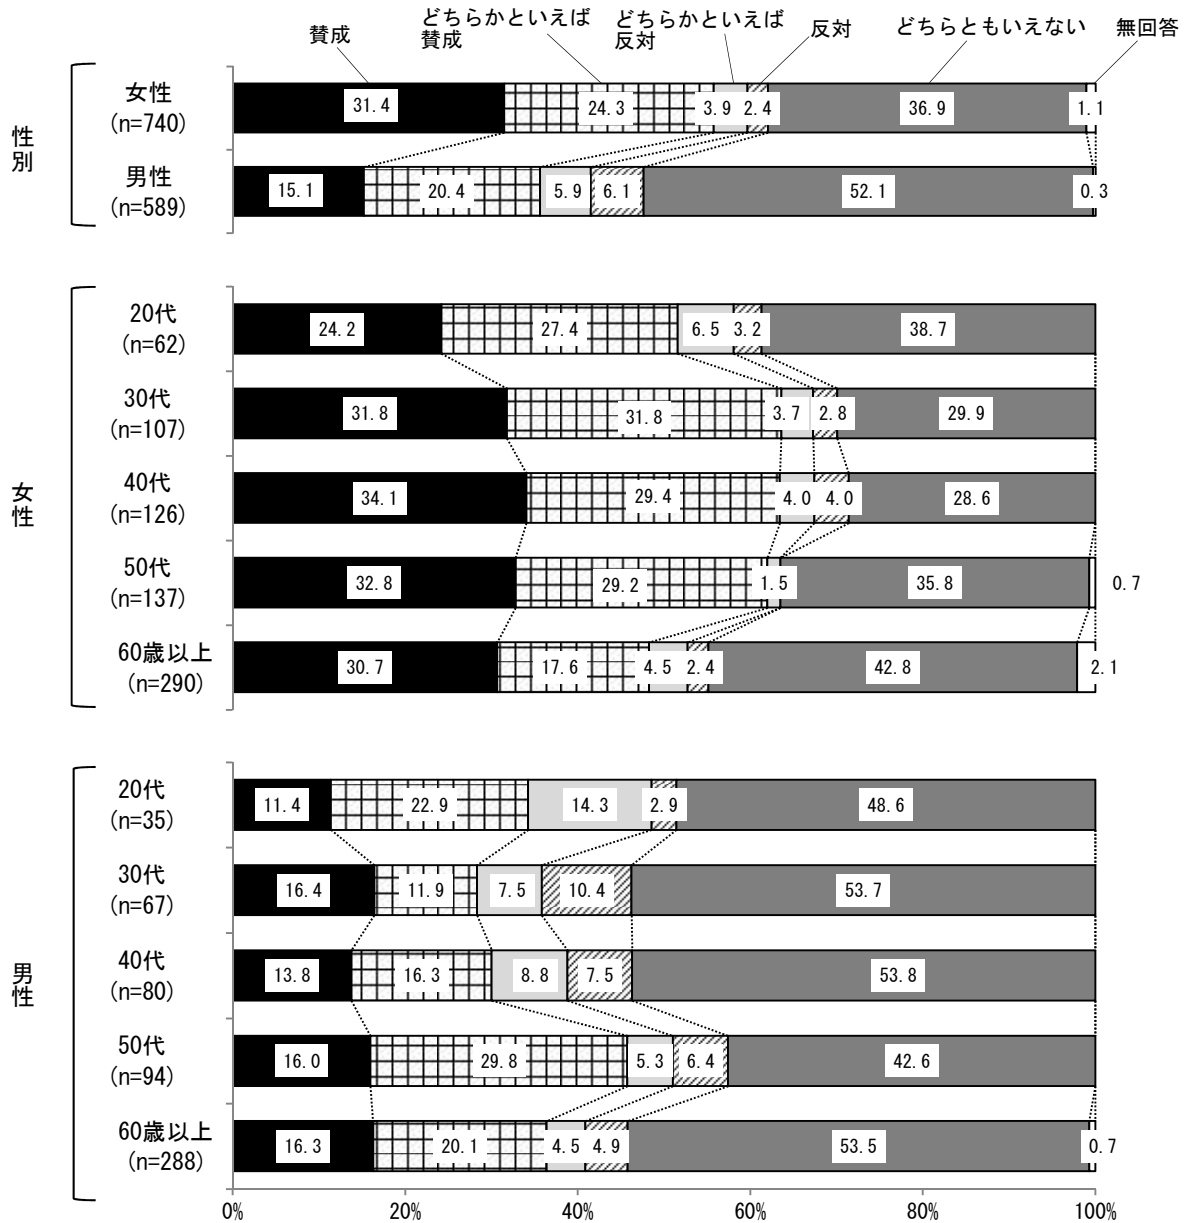 賛成
どちらかといえば
賛成
どちらかといえば
反対
反対
どちらともいえない
無回答
性別
女性
(n=740)
31.4 24.3 3.9 2.4 36.9 1.1
男性
(n=589)
15.1 20.4 5.9 6.1 52.1 0.3
女性
20代
(n=62)
24.2 27.4 6.5 3.2 38.7
30代
(n=107)
31.8 31.8 3.7 2.8 29.9
40代
(n=126)
34.1 29.4 4.0 4.0 28.6
50代
(n=137)
32.8 29.2 1.5 35.8 0.7
60歳以上
(n=290)
30.7 17.6 4.5 2.4 42.8 2.1
男性
20代
(n=35)
11.4 22.9 14.3 2.9 48.6
30代
(n=67)
16.4 11.9 7.5 10.4 53.7
40代
(n=80)
13.8 16.3 8.8 7.5 53.8
50代
(n=94)
16.0 29.8 5.3 6.4 42.6
60歳以上
(n=288)
16.3 20.1 4.5 4.9 53.5 0.7
0% 20% 40% 60% 80% 100%